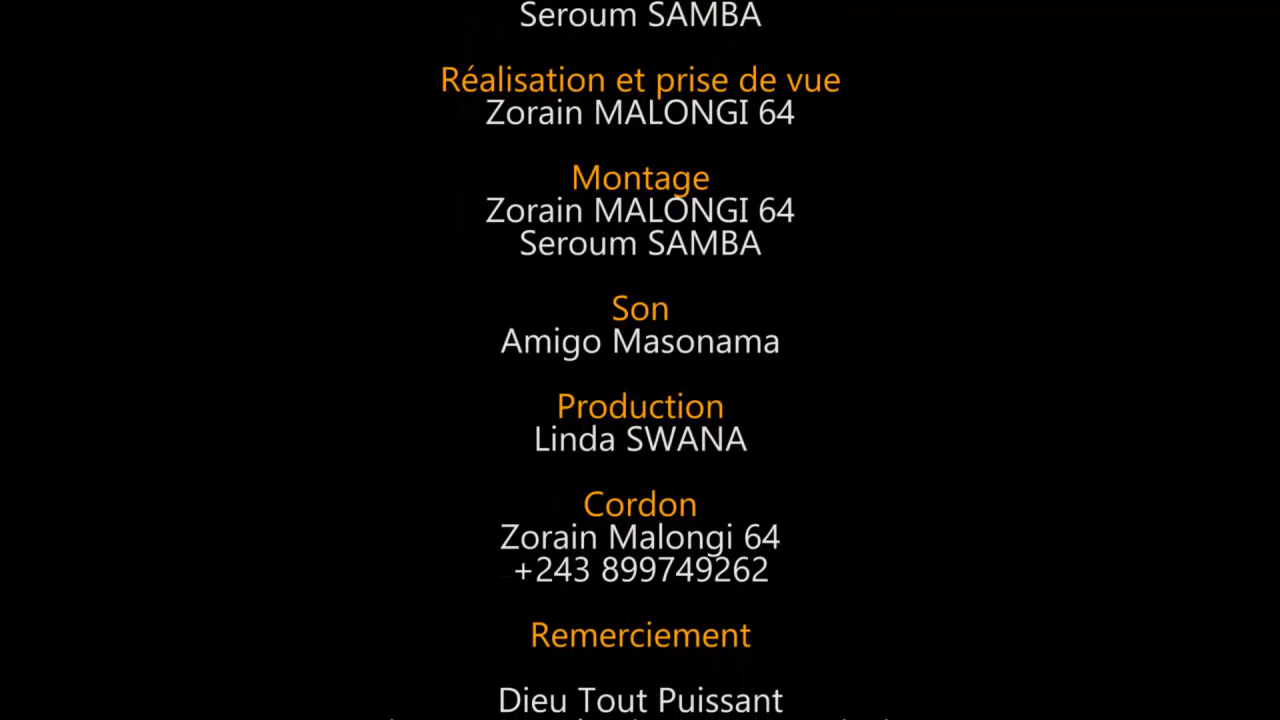 Seroum SAMBA
Réalisation et prise de vue
Zorain MALONGI 64
Montage
Zorain MALONGI 64
Seroum SAMBA
Son
Amigo Masonama
Production
Linda SWANA
Cordon
Zorain Malongi 64
+243 899749262
Remerciement
Dieu Tout Puissant